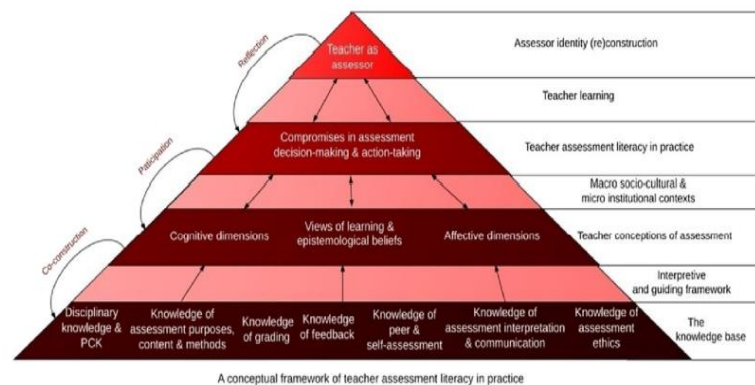 Teacher as
assessor
Assessor identity (re)construction
Reflection
Teacher learning
Compromises in assessment
decision-making & action-taking
Teacher assessment literacy in practice
Paticipation
Macro socio-cultural &
micro institutional contexts
Cognitive dimensions
Views of learning &
epistemological beliefs
Affective dimensions
Teacher conceptions of assessment
Co-construction
Interpretive
and guiding framework
Disciplinary
knowledge &
PCK
Knowledge of
assessment purposes,
content & methods
Knowledge
of grading
Knowledge
of feedback
Knowledge of
peer &
self-assessment
Knowledge of
assessment interpretation
& communication
Knowledge of
assessment
ethics
The
knowledge base
A conceptual framework of teacher assessment literacy in practice